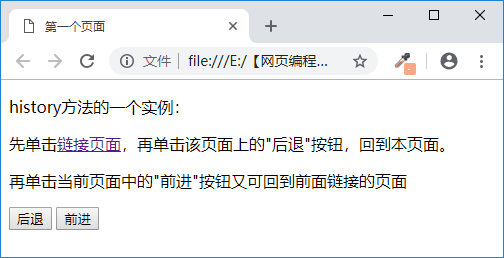 第一个页面
文件 file:///E:/【网页编程...
history方法的一个实例：
先单击链接页面，再单击该页面上的"后退"按钮，回到本页面。
再单击当前页面中的"前进"按钮又可回到前面链接的页面
后退 前进